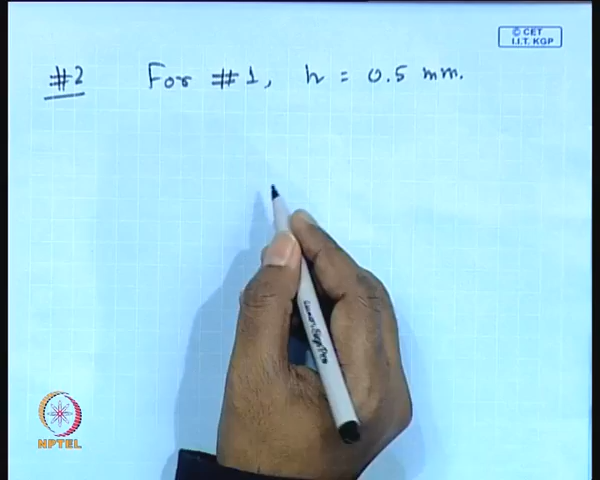 © CET
I.I.T. KGP
#2 For #1, h = 0.5 mm.
NPTEL